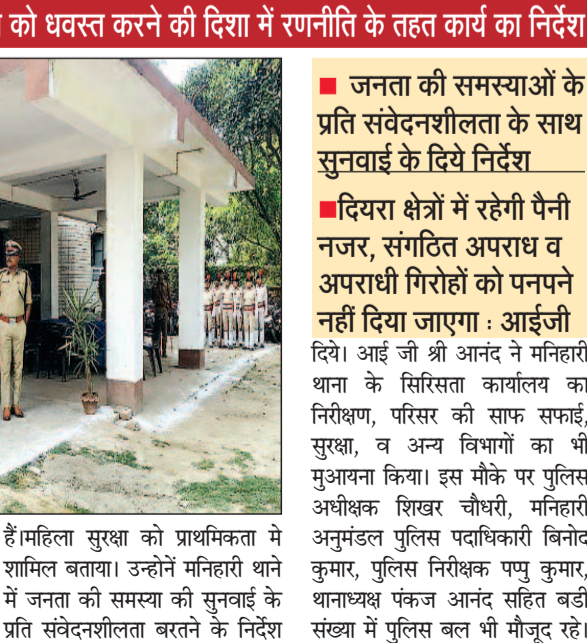 को धवस्त करने की दिशा में रणनीति के तहत कार्य का निर्देश
■ जनता की समस्याओं के
प्रति संवेदनशीलता के साथ
सुनवाई के दिये निर्देश
■दियरा क्षेत्रों में रहेगी पैनी
नजर, संगठित अपराध व
अपराधी गिरोहों को पनपने
नहीं दिया जाएगा : आईजी
हैं।महिला सुरक्षा को प्राथमिकता मे
शामिल बताया। उन्होनें मनिहारी थाने
में जनता की समस्या की सुनवाई के
प्रति संवेदनशीलता बरतने के निर्देश
दिये। आई जी श्री आनंद ने मनिहारी
थाना के सिरिसता कार्यालय का
निरीक्षण, परिसर की साफ सफाई,
सुरक्षा, व अन्य विभागों का भी
मुआयना किया। इस मौके पर पुलिस
अधीक्षक शिखर चौधरी, मनिहारी
अनुमंडल पुलिस पदाधिकारी बिनोद
कुमार, पुलिस निरीक्षक पप्पु कुमार,
थानाध्यक्ष पंकज आनंद सहित बडी
संख्या में पुलिस बल भी मौजूद रहे।